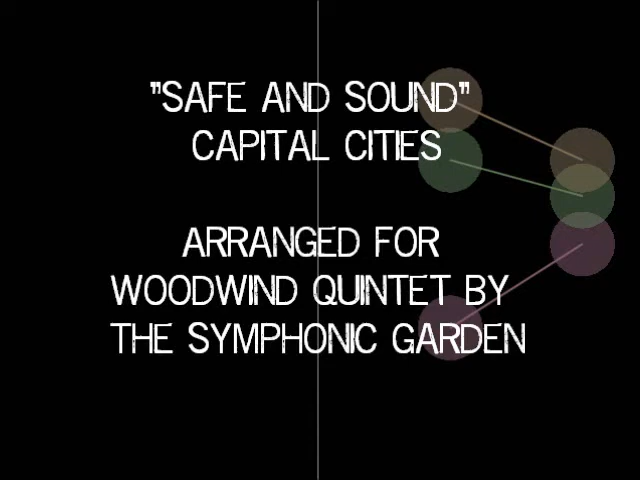 "SAFE AND SOUND"
CAPITAL CITIES
ARRANGED FOR
WOODWIND QUINTET BY
THE SYMPHONIC GARDEN